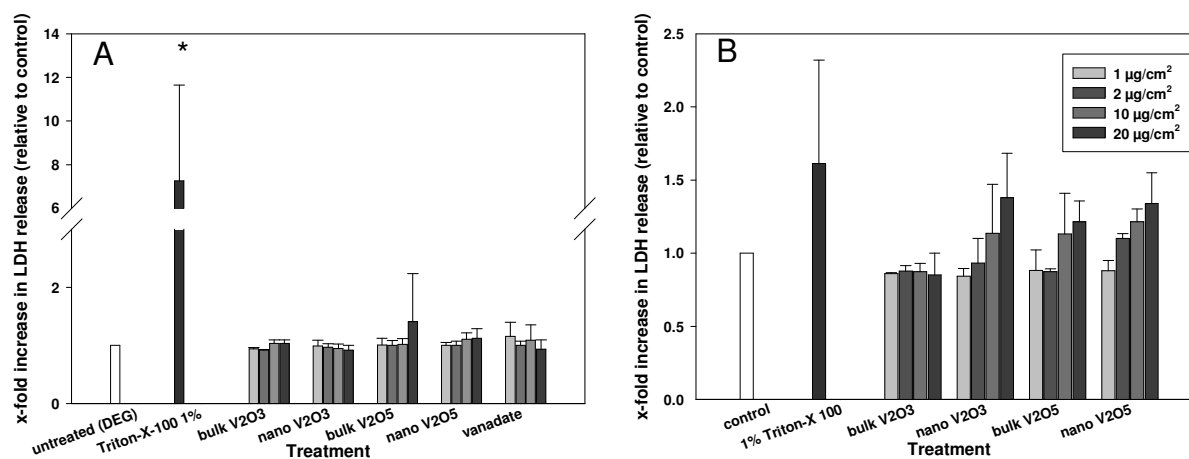 x-fold increase in LDH release (relative to control)
14
12
10
8
6
2
0
A
*
untreated (DEG)
Triton-X-100 1%
bulk V2O3
nano V2O3
bulk V2O5
nano V2O5
vanadate
Treatment
x-fold increase in LDH release (relative to control)
2.5
2.0
1.5
1.0
0.5
0.0
B
1 µg/cm²
2 µg/cm²
10 µg/cm²
20 µg/cm²
control
1% Triton-X 100
bulk V2O3
nano V2O3
bulk V2O5
nano V2O5
Treatment